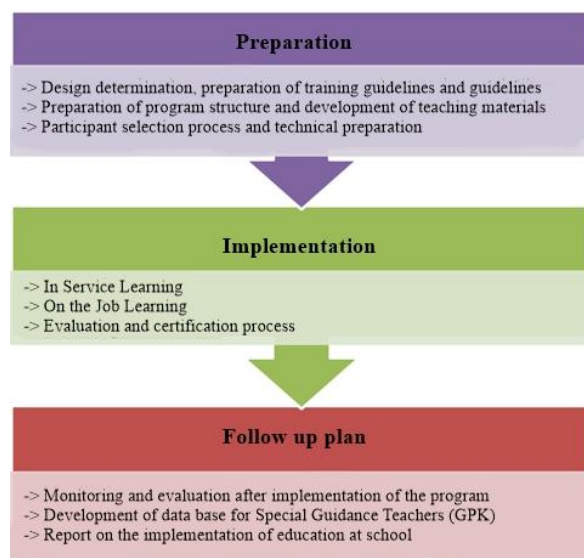 Preparation
-> Design determination, preparation of training guidelines and guidelines
-> Preparation of program structure and development of teaching materials
-> Participant selection process and technical preparation
Implementation
-> In Service Learning
-> On the Job Learning
-> Evaluation and certification process
Follow up plan
-> Monitoring and evaluation after implementation of the program
-> Development of data base for Special Guidance Teachers (GPK)
-> Report on the implementation of education at school